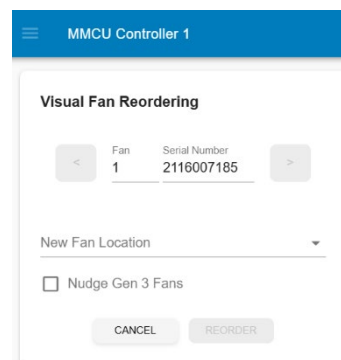 MMCU Controller 1
Visual Fan Reordering
Fan Serial Number
< 1 2116007185 >
New Fan Location
Nudge Gen 3 Fans
CANCEL REORDER